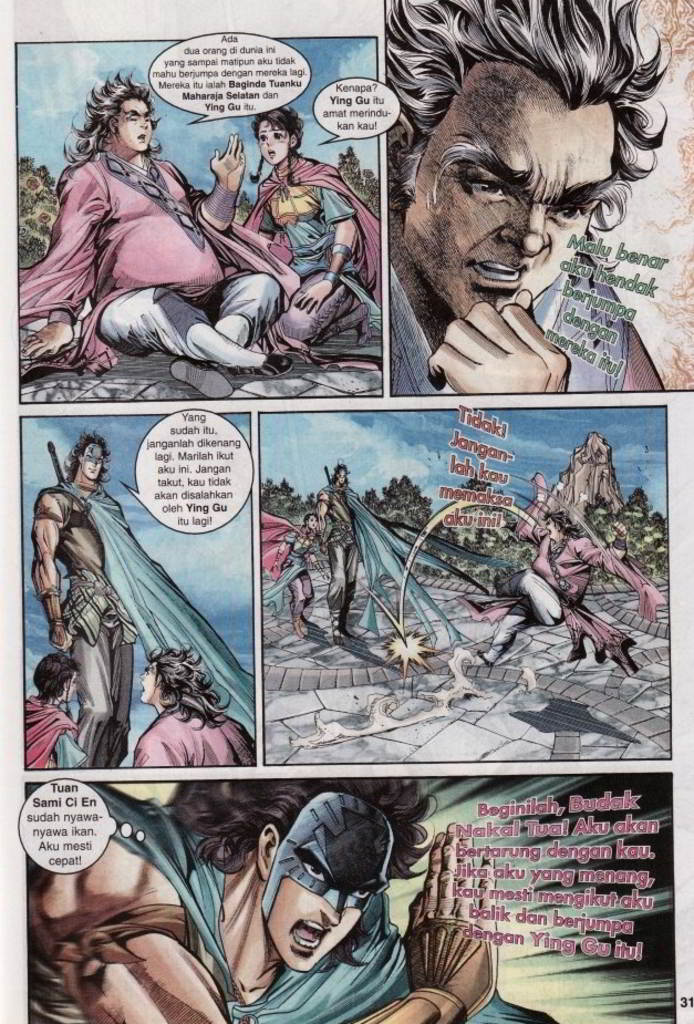 Ada
dua orang di dunia ini
yang sampai matipun aku tidak
mahu berjumpa dengan mereka lagi.
Mereka itu ialah Baginda Tuanku
Maharaja Selatan dan
Ying Gu itu.
Kenapa?
Ying Gu itu
amat merindu-
kan kau!
Malu benar
aku hendak
berjumpa
dengan
mereka itu!
Yang
sudah itu,
janganlah dikenang
lagi. Marilah ikut
aku ini. Jangan
takut, kau tidak
akan disalahkan
oleh Ying Gu
itu lagi!
Tidak!
Jangan-
lah kau
memaksa
aku ini!
Tuan
Sami Ci En
sudah nyawa-
nyawa ikan.
Aku mesti
cepat!
Beginilah, Budak
Nakal Tua! Aku akan
bertarung dengan kau.
Jika aku yang menang,
kau mesti mengikut aku
balik dan berjumpa
dengan Ying Gu itu!
31